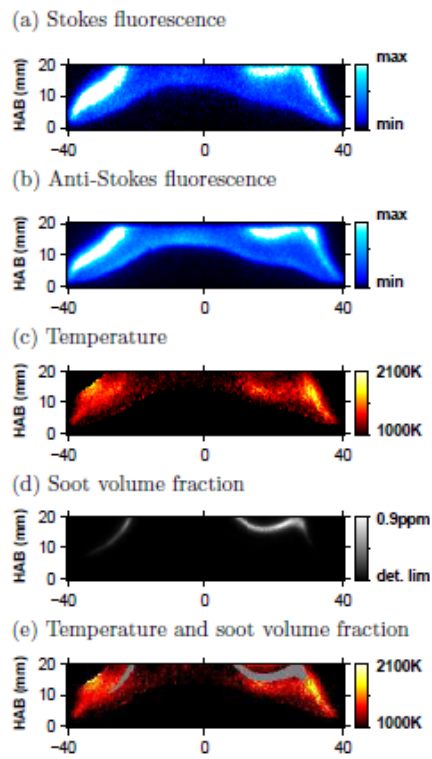 (a) Stokes fluorescence
HAB (mm)
20
10
0
−40
0
40
max
min
(b) Anti-Stokes fluorescence
HAB (mm)
20
10
0
−40
0
40
max
min
(c) Temperature
HAB (mm)
20
10
0
−40
0
40
2100K
1000K
(d) Soot volume fraction
HAB (mm)
20
10
0
−40
0
40
0.9ppm
det. lim
(e) Temperature and soot volume fraction
HAB (mm)
20
10
0
−40
0
40
2100K
1000K